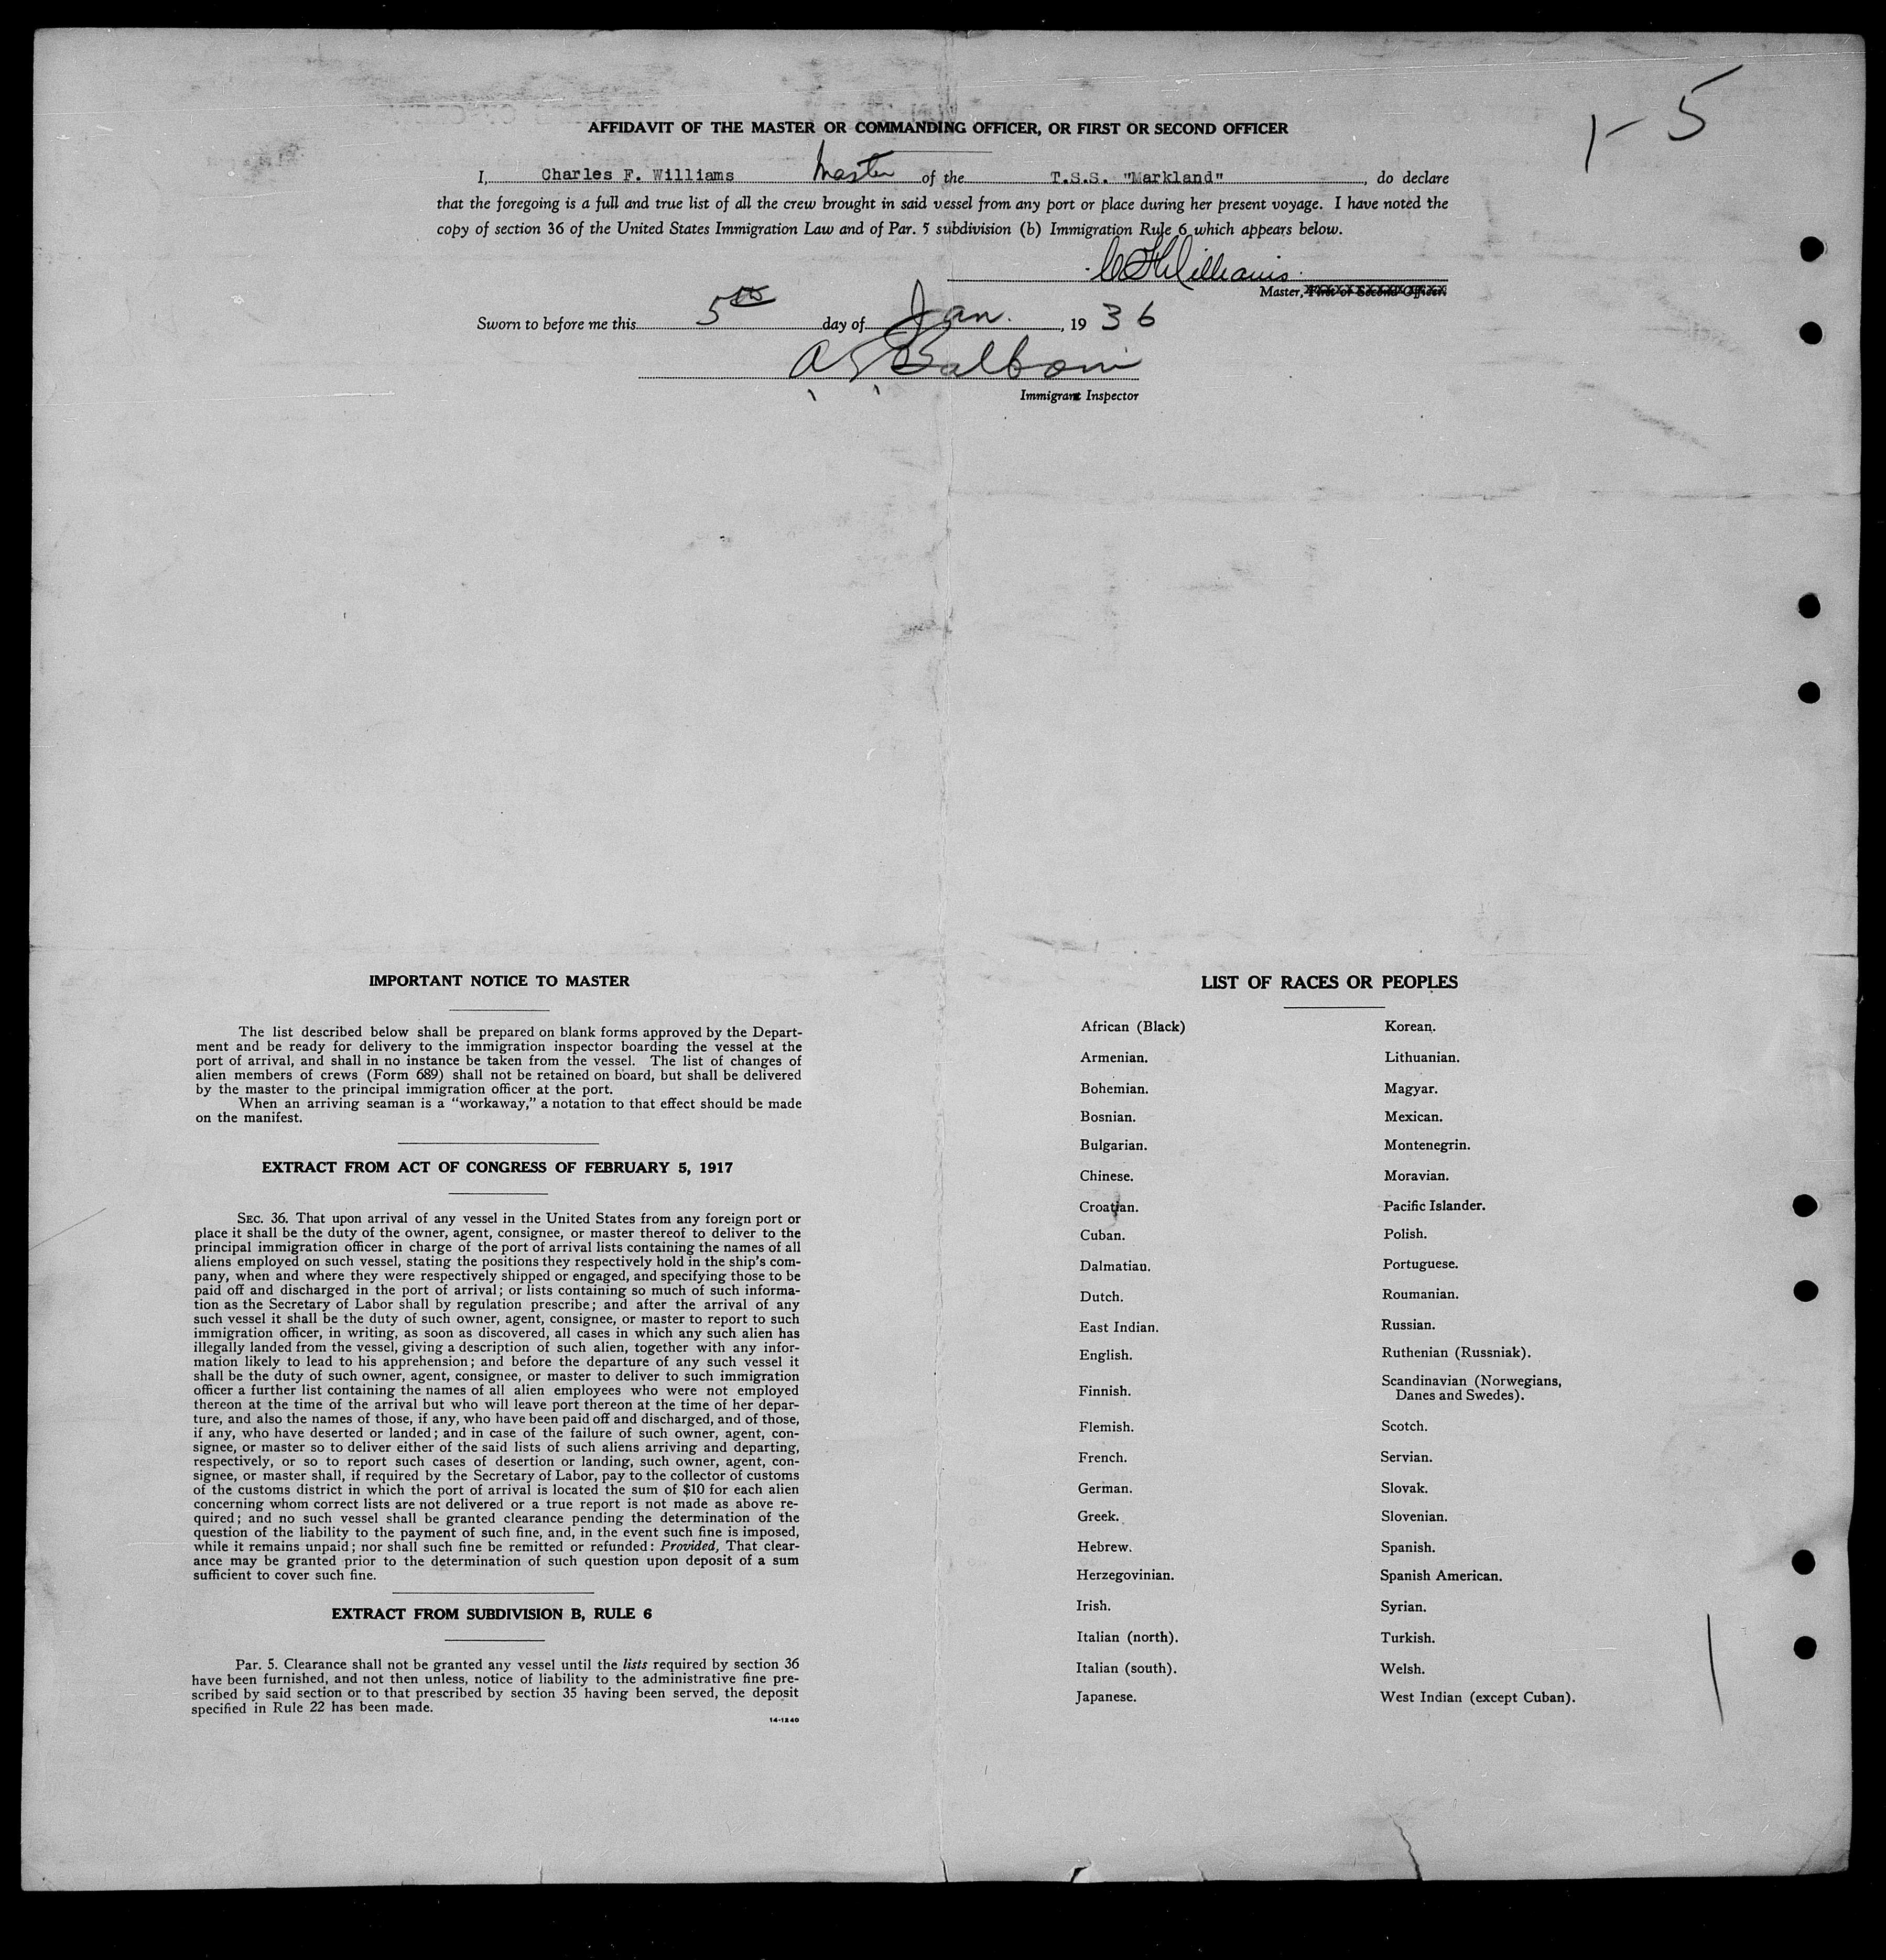 1-5
AFFIDAVIT OF THE MASTER OR COMMANDING OFFICER, OR FIRST OR SECOND OFFICER
I, Charles F. Williams Master of the T.S.S. "Markland", do declare
that the foregoing is a full and true list of all the crew brought in said vessel from any port or place during her present voyage. I have noted the
copy of section 36 of the United States Immigration Law and of Par. 5 subdivision (b) Immigration Rule 6 which appears below.
C F Williams
Master, First or Second Officer.
Sworn to before me this 5th day of Jan., 1936
Immigrant Inspector
IMPORTANT NOTICE TO MASTER
The list described below shall be prepared on blank forms approved by the Depart-
ment and be ready for delivery to the immigration inspector boarding the vessel at the
port of arrival, and shall in no instance be taken from the vessel. The list of changes of
alien members of crews (Form 689) shall not be retained on board, but shall be delivered
by the master to the principal immigration officer at the port.
When an arriving seaman is a "workaway," a notation to that effect should be made
on the manifest.
EXTRACT FROM ACT OF CONGRESS OF FEBRUARY 5, 1917
SEC. 36. That upon arrival of any vessel in the United States from any foreign port or
place it shall be the duty of the owner, agent, consignee, or master thereof to deliver to the
principal immigration officer in charge of the port of arrival lists containing the names of all
aliens employed on such vessel, stating the positions they respectively hold in the ship's com-
pany, when and where they were respectively shipped or engaged, and specifying those to be
paid off and discharged in the port of arrival; or lists containing so much of such informa-
tion as the Secretary of Labor shall by regulation prescribe; and after the arrival of any
such vessel it shall be the duty of such owner, agent, consignee, or master to report to such
immigration officer, in writing, as soon as discovered, all cases in which any such alien has
illegally landed from the vessel, giving a description of such alien, together with any infor-
mation likely to lead to his apprehension; and before the departure of any such vessel it
shall be the duty of such owner, agent, consignee, or master to deliver to such immigration
officer a further list containing the names of all alien employees who were not employed
thereon at the time of the arrival but who will leave port thereon at the time of her depar-
ture, and also the names of those, if any, who have been paid off and discharged, and of those,
if any, who have deserted or landed; and in case of the failure of such owner, agent, con-
signee, or master so to deliver either of the said lists of such aliens arriving and departing,
respectively, or so to report such cases of desertion or landing, such owner, agent, con-
signee, or master shall, if required by the Secretary of Labor, pay to the collector of customs
of the customs district in which the port of arrival is located the sum of $10 for each alien
concerning whom correct lists are not delivered or a true report is not made as above re-
quired; and no such vessel shall be granted clearance pending the determination of the
question of the liability to the payment of such fine, and, in the event such fine is imposed,
while it remains unpaid; nor shall such fine be remitted or refunded: Provided, That clear-
ance may be granted prior to the determination of such question upon deposit of a sum
sufficient to cover such fine.
EXTRACT FROM SUBDIVISION B, RULE 6
Par. 5. Clearance shall not be granted any vessel until the lists required by section 36
have been furnished, and not then unless, notice of liability to the administrative fine pre-
scribed by said section or to that prescribed by section 35 having been served, the deposit
specified in Rule 22 has been made.
14-1240
LIST OF RACES OR PEOPLES
African (Black)
Armenian.
Bohemian.
Bosnian.
Bulgarian.
Chinese.
Croatian.
Cuban.
Dalmatian.
Dutch.
East Indian.
English.
Finnish.
Flemish.
French.
German.
Greek.
Hebrew.
Herzegovinian.
Irish.
Italian (north).
Italian (south).
Japanese.
Korean.
Lithuanian.
Magyar.
Mexican.
Montenegrin.
Moravian.
Pacific Islander.
Polish.
Portuguese.
Roumanian.
Russian.
Ruthenian (Russniak).
Scandinavian (Norwegians,
Danes and Swedes).
Scotch.
Servian.
Slovak.
Slovenian.
Spanish.
Spanish American.
Syrian.
Turkish.
Welsh.
West Indian (except Cuban).